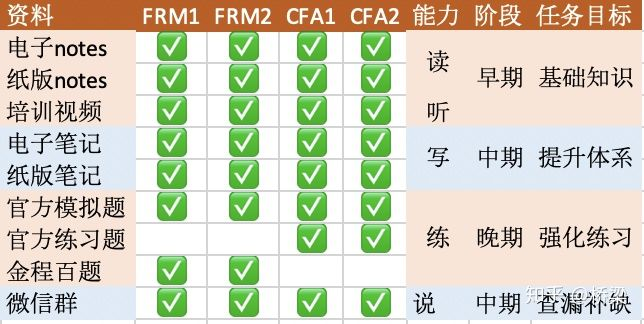 资料 FRM1 FRM2 CFA1 CFA2 能力 阶段 任务目标
电子notes ✅ ✅ ✅ ✅ 读 早期 基础知识
纸版notes ✅ ✅ ✅ ✅
培训视频 ✅ ✅ ✅ ✅ 听
电子笔记 ✅ ✅ ✅ ✅ 写 中期 提升体系
纸版笔记 ✅ ✅ ✅ ✅
官方模拟题 ✅ ✅ ✅ ✅ 练 晚期 强化练习
官方练习题 ✅ ✅
金程百题 ✅ ✅
微信群 ✅ ✅ ✅ ✅ 说 中期 查漏补缺
知乎 @桥梁